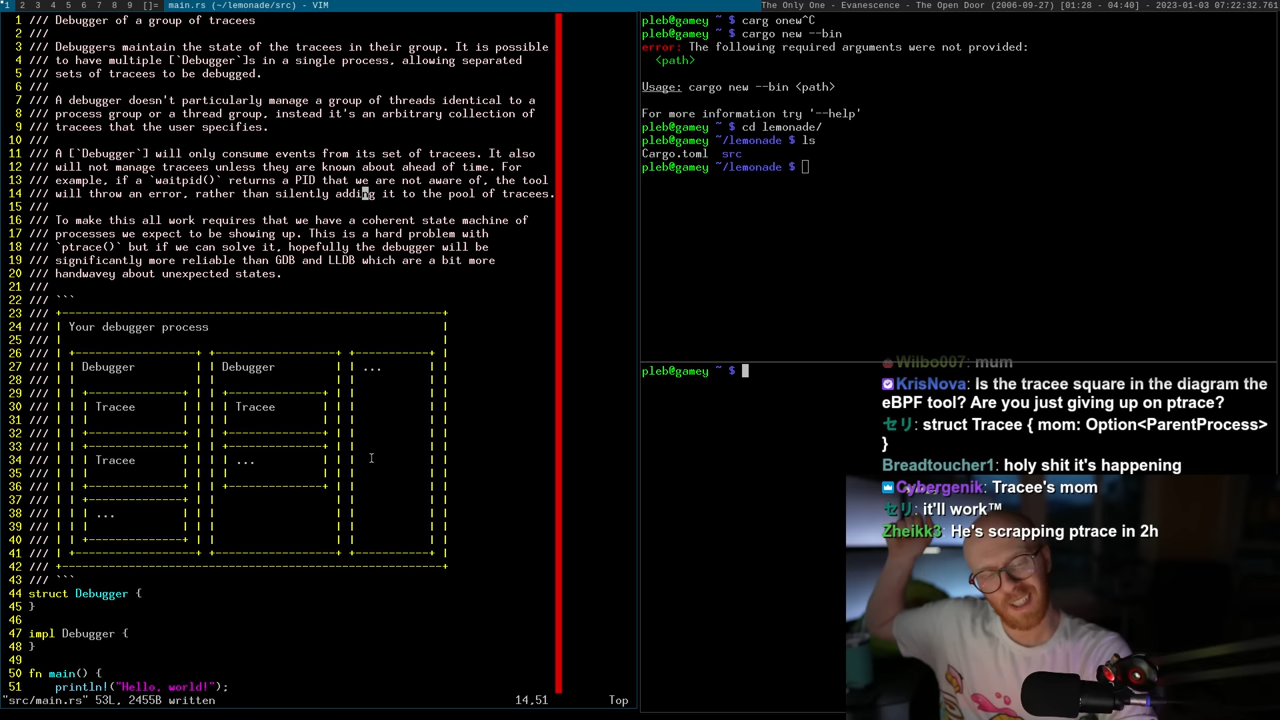 1 2 3 4 5 6 7 8 9 []= main.rs (~/lemonade/src) - VIM
The Only One - Evanescence - The Open Door (2006-09-27) | [01:28 - 04:40] - 2023-01-03 07:22:32.761
1 /// Debugger of a group of tracees
2 ///
3 /// Debuggers maintain the state of the tracees in their group. It is possible
4 /// to have multiple [`Debugger`]s in a single process, allowing separated
5 /// sets of tracees to be debugged.
6 ///
7 /// A debugger doesn't particularly manage a group of threads identical to a
8 /// process group or a thread group, instead it's an arbitrary collection of
9 /// tracees that the user specifies.
10 ///
11 /// A [`Debugger`] will only consume events from its set of tracees. It also
12 /// will not manage tracees unless they are known about ahead of time. For
13 /// example, if a `waitpid()` returns a PID that we are not aware of, the tool
14 /// will throw an error, rather than silently adding it to the pool of tracees.
15 ///
16 /// To make this all work requires that we have a coherent state machine of
17 /// processes we expect to be showing up. This is a hard problem with
18 /// `ptrace()` but if we can solve it, hopefully the debugger will be
19 /// significantly more reliable than GDB and LLDB which are a bit more
20 /// handwavey about unexpected states.
21 ///
22 /// ```
23 /// +---------------------------------------------------------+
24 /// | Your debugger process                                   |
25 /// |                                                         |
26 /// | +------------------+ +------------------+ +-----------+ |
27 /// | | Debugger         | | Debugger         | | ...       | |
28 /// | |                  | |                  | |           | |
29 /// | | +--------------+ | | +--------------+ | |           | |
30 /// | | | Tracee       | | | | Tracee       | | |           | |
31 /// | | |              | | | |              | | |           | |
32 /// | | +--------------+ | | +--------------+ | |           | |
33 /// | | +--------------+ | | +--------------+ | |           | |
34 /// | | | Tracee       | | | | ...          | | |           | |
35 /// | | |              | | | |              | | |           | |
36 /// | | +--------------+ | | +--------------+ | |           | |
37 /// | | +--------------+ | |                  | |           | |
38 /// | | | ...          | | |                  | |           | |
39 /// | | |              | | |                  | |           | |
40 /// | | +--------------+ | |                  | |           | |
41 /// | +------------------+ +------------------+ +-----------+ |
42 /// +---------------------------------------------------------+
43 /// ```
44 struct Debugger {
45 }
46
47 impl Debugger {
48 }
49
50 fn main() {
51     println!("Hello, world!");
"src/main.rs" 53L, 2455B written 14,51 Top
pleb@gamey ~ $ carg onew^C
pleb@gamey ~ $ cargo new --bin
error: The following required arguments were not provided:
  <path>
Usage: cargo new --bin <path>
For more information try '--help'
pleb@gamey ~ $ cd lemonade/
pleb@gamey ~/lemonade $ ls
Cargo.toml  src
pleb@gamey ~/lemonade $
pleb@gamey ~ $
Wilbo007: mum
KrisNova: Is the tracee square in the diagram the
eBPF tool? Are you just giving up on ptrace?
セリ: struct Tracee { mom: Option<ParentProcess>
}
Breadtoucher1: holy shit it's happening
Cybergenik: Tracee's mom
セリ: it'll work™
Zheikk3: He's scrapping ptrace in 2h